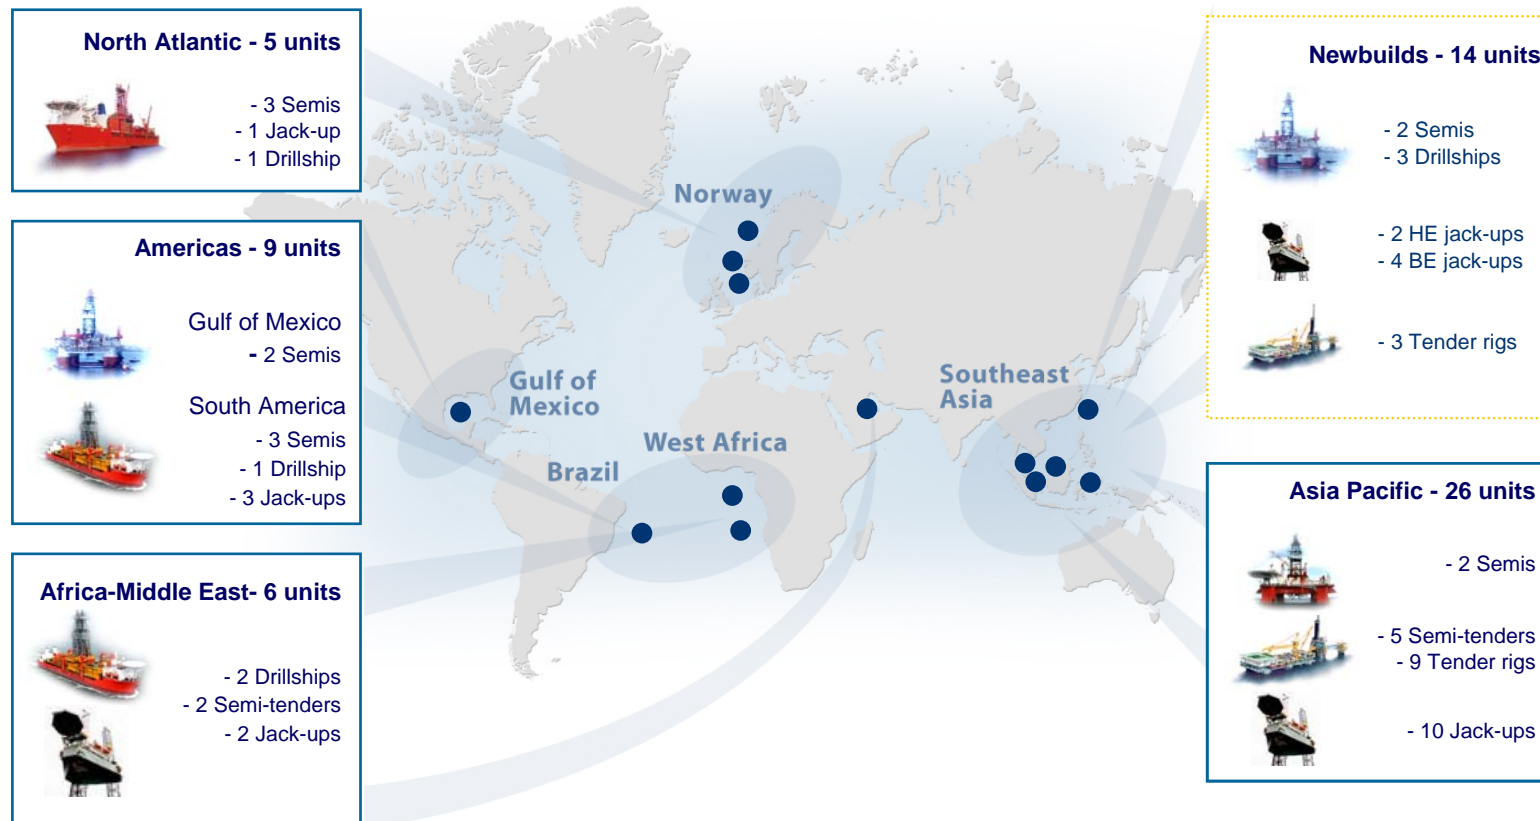 North Atlantic - 5 units
- 3 Semis
- 1 Jack-up
- 1 Drillship
Americas - 9 units
Gulf of Mexico
- 2 Semis
South America
- 3 Semis
- 1 Drillship
- 3 Jack-ups
Africa-Middle East- 6 units
- 2 Drillships
- 2 Semi-tenders
- 2 Jack-ups
Norway
Gulf of
Mexico
West Africa
Brazil
Southeast
Asia
Newbuilds - 14 units
- 2 Semis
- 3 Drillships
- 2 HE jack-ups
- 4 BE jack-ups
- 3 Tender rigs
Asia Pacific - 26 units
- 2 Semis
- 5 Semi-tenders
- 9 Tender rigs
- 10 Jack-ups